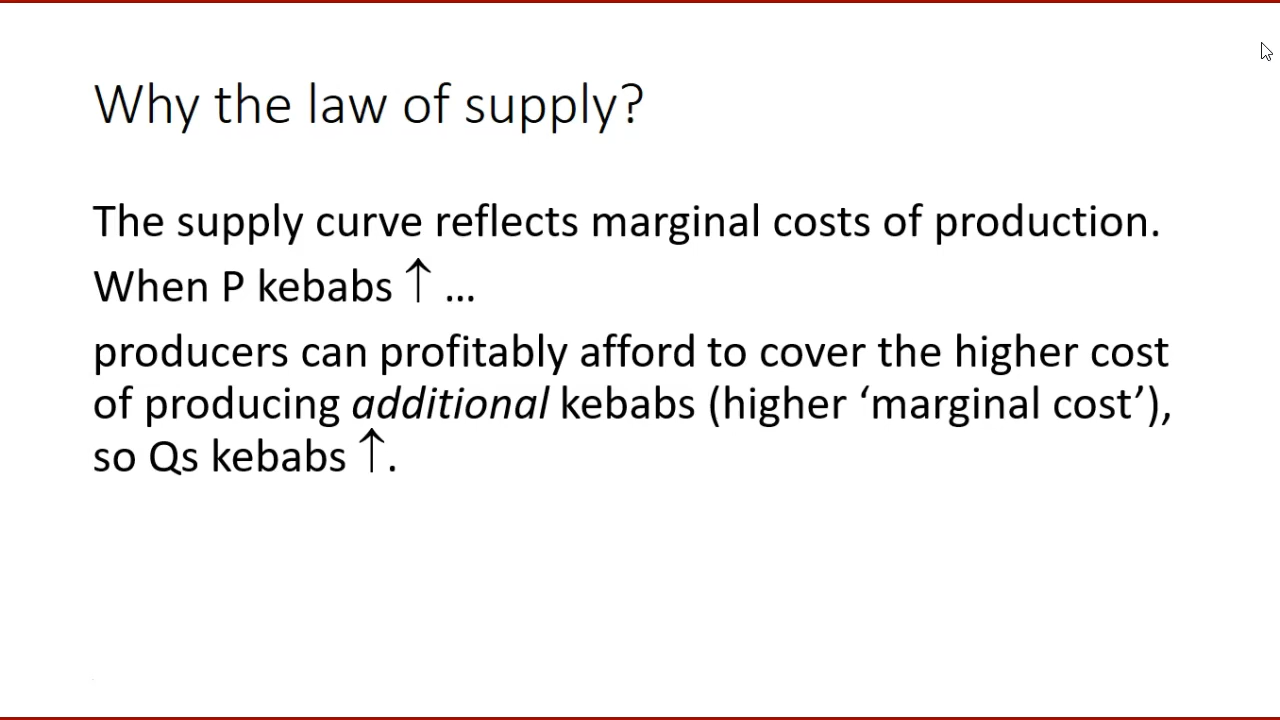 Why the law of supply?
The supply curve reflects marginal costs of production.
When P kebabs ↑ …
producers can profitably afford to cover the higher cost
of producing additional kebabs (higher ‘marginal cost’),
so Qs kebabs ↑.